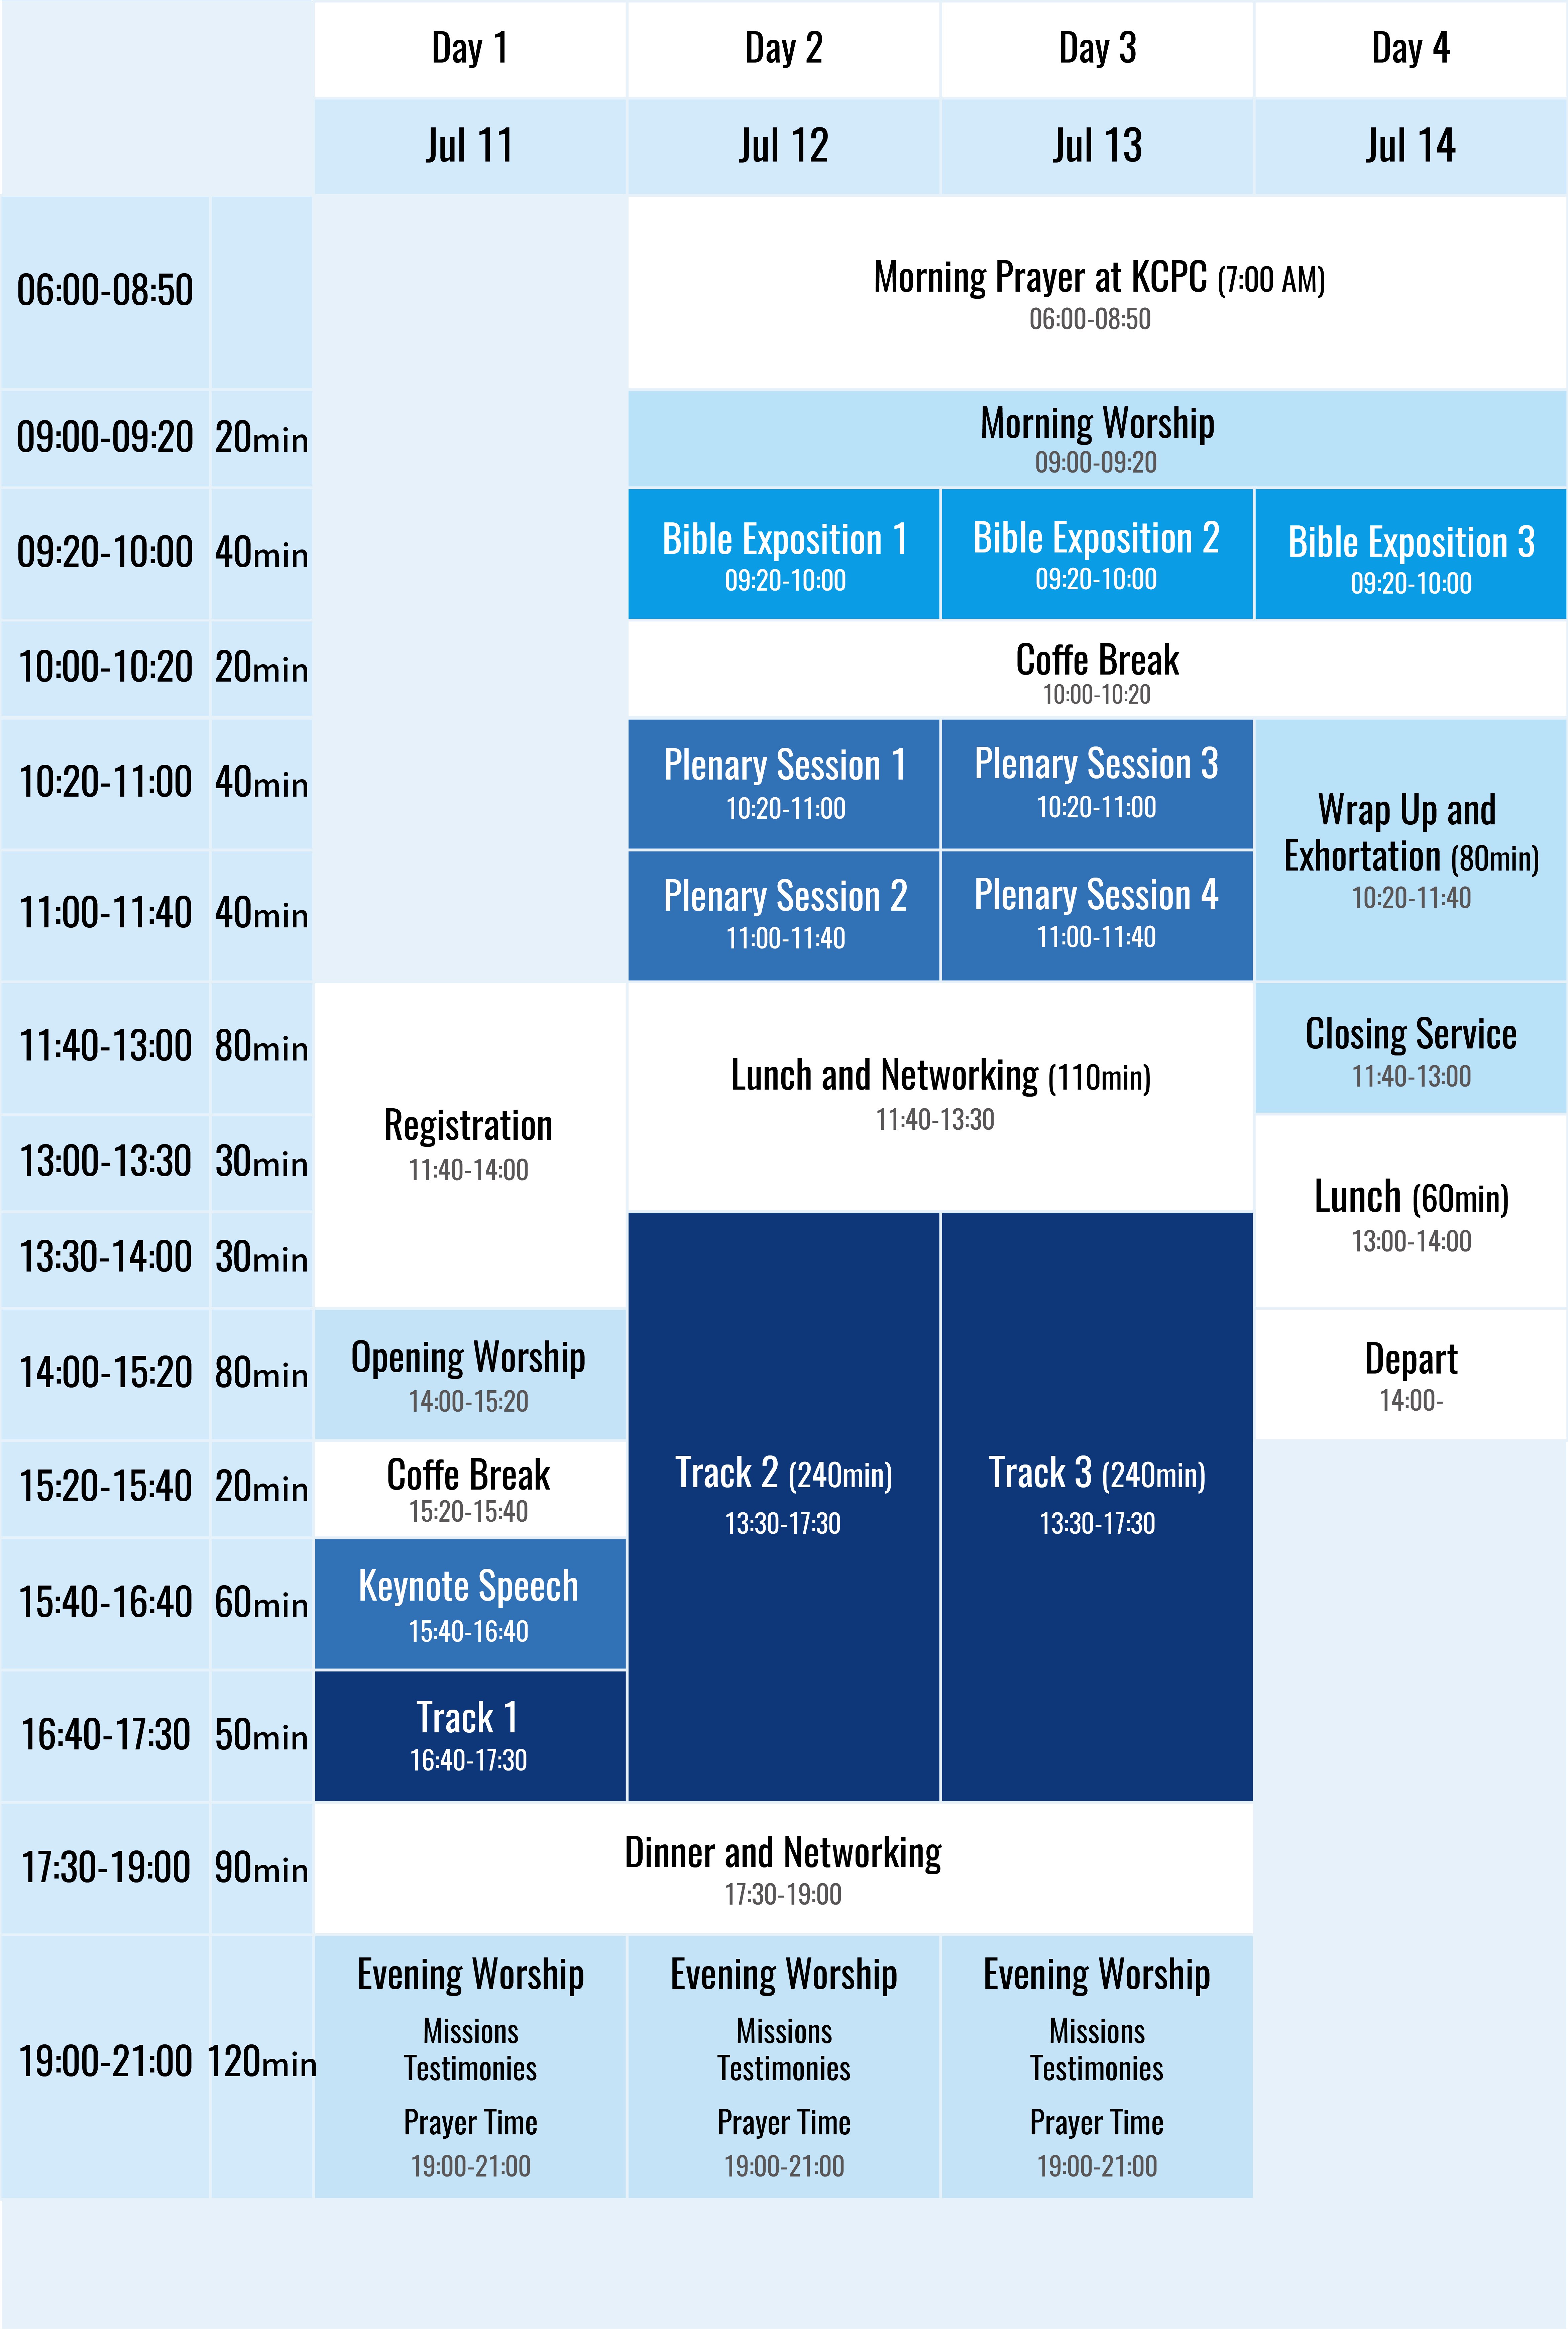 Day 1
Day 2
Day 3
Day 4
Jul 11
Jul 12
Jul 13
Jul 14
06:00-08:50
Morning Prayer at KCPC (7:00 AM)
06:00-08:50
09:00-09:20
20min
Morning Worship
09:00-09:20
09:20-10:00
40min
Bible Exposition 1
09:20-10:00
Bible Exposition 2
09:20-10:00
Bible Exposition 3
09:20-10:00
10:00-10:20
20min
Coffe Break
10:00-10:20
10:20-11:00
40min
Plenary Session 1
10:20-11:00
Plenary Session 3
10:20-11:00
Wrap Up and
Exhortation (80min)
10:20-11:40
11:00-11:40
40min
Plenary Session 2
11:00-11:40
Plenary Session 4
11:00-11:40
11:40-13:00
80min
Registration
11:40-14:00
Lunch and Networking (110min)
11:40-13:30
Closing Service
11:40-13:00
13:00-13:30
30min
Lunch (60min)
13:00-14:00
13:30-14:00
30min
14:00-15:20
80min
Opening Worship
14:00-15:20
Track 2 (240min)
13:30-17:30
Track 3 (240min)
13:30-17:30
Depart
14:00-
15:20-15:40
20min
Coffe Break
15:20-15:40
15:40-16:40
60min
Keynote Speech
15:40-16:40
16:40-17:30
50min
Track 1
16:40-17:30
17:30-19:00
90min
Dinner and Networking
17:30-19:00
19:00-21:00
120min
Evening Worship
Missions
Testimonies
Prayer Time
19:00-21:00
Evening Worship
Missions
Testimonies
Prayer Time
19:00-21:00
Evening Worship
Missions
Testimonies
Prayer Time
19:00-21:00